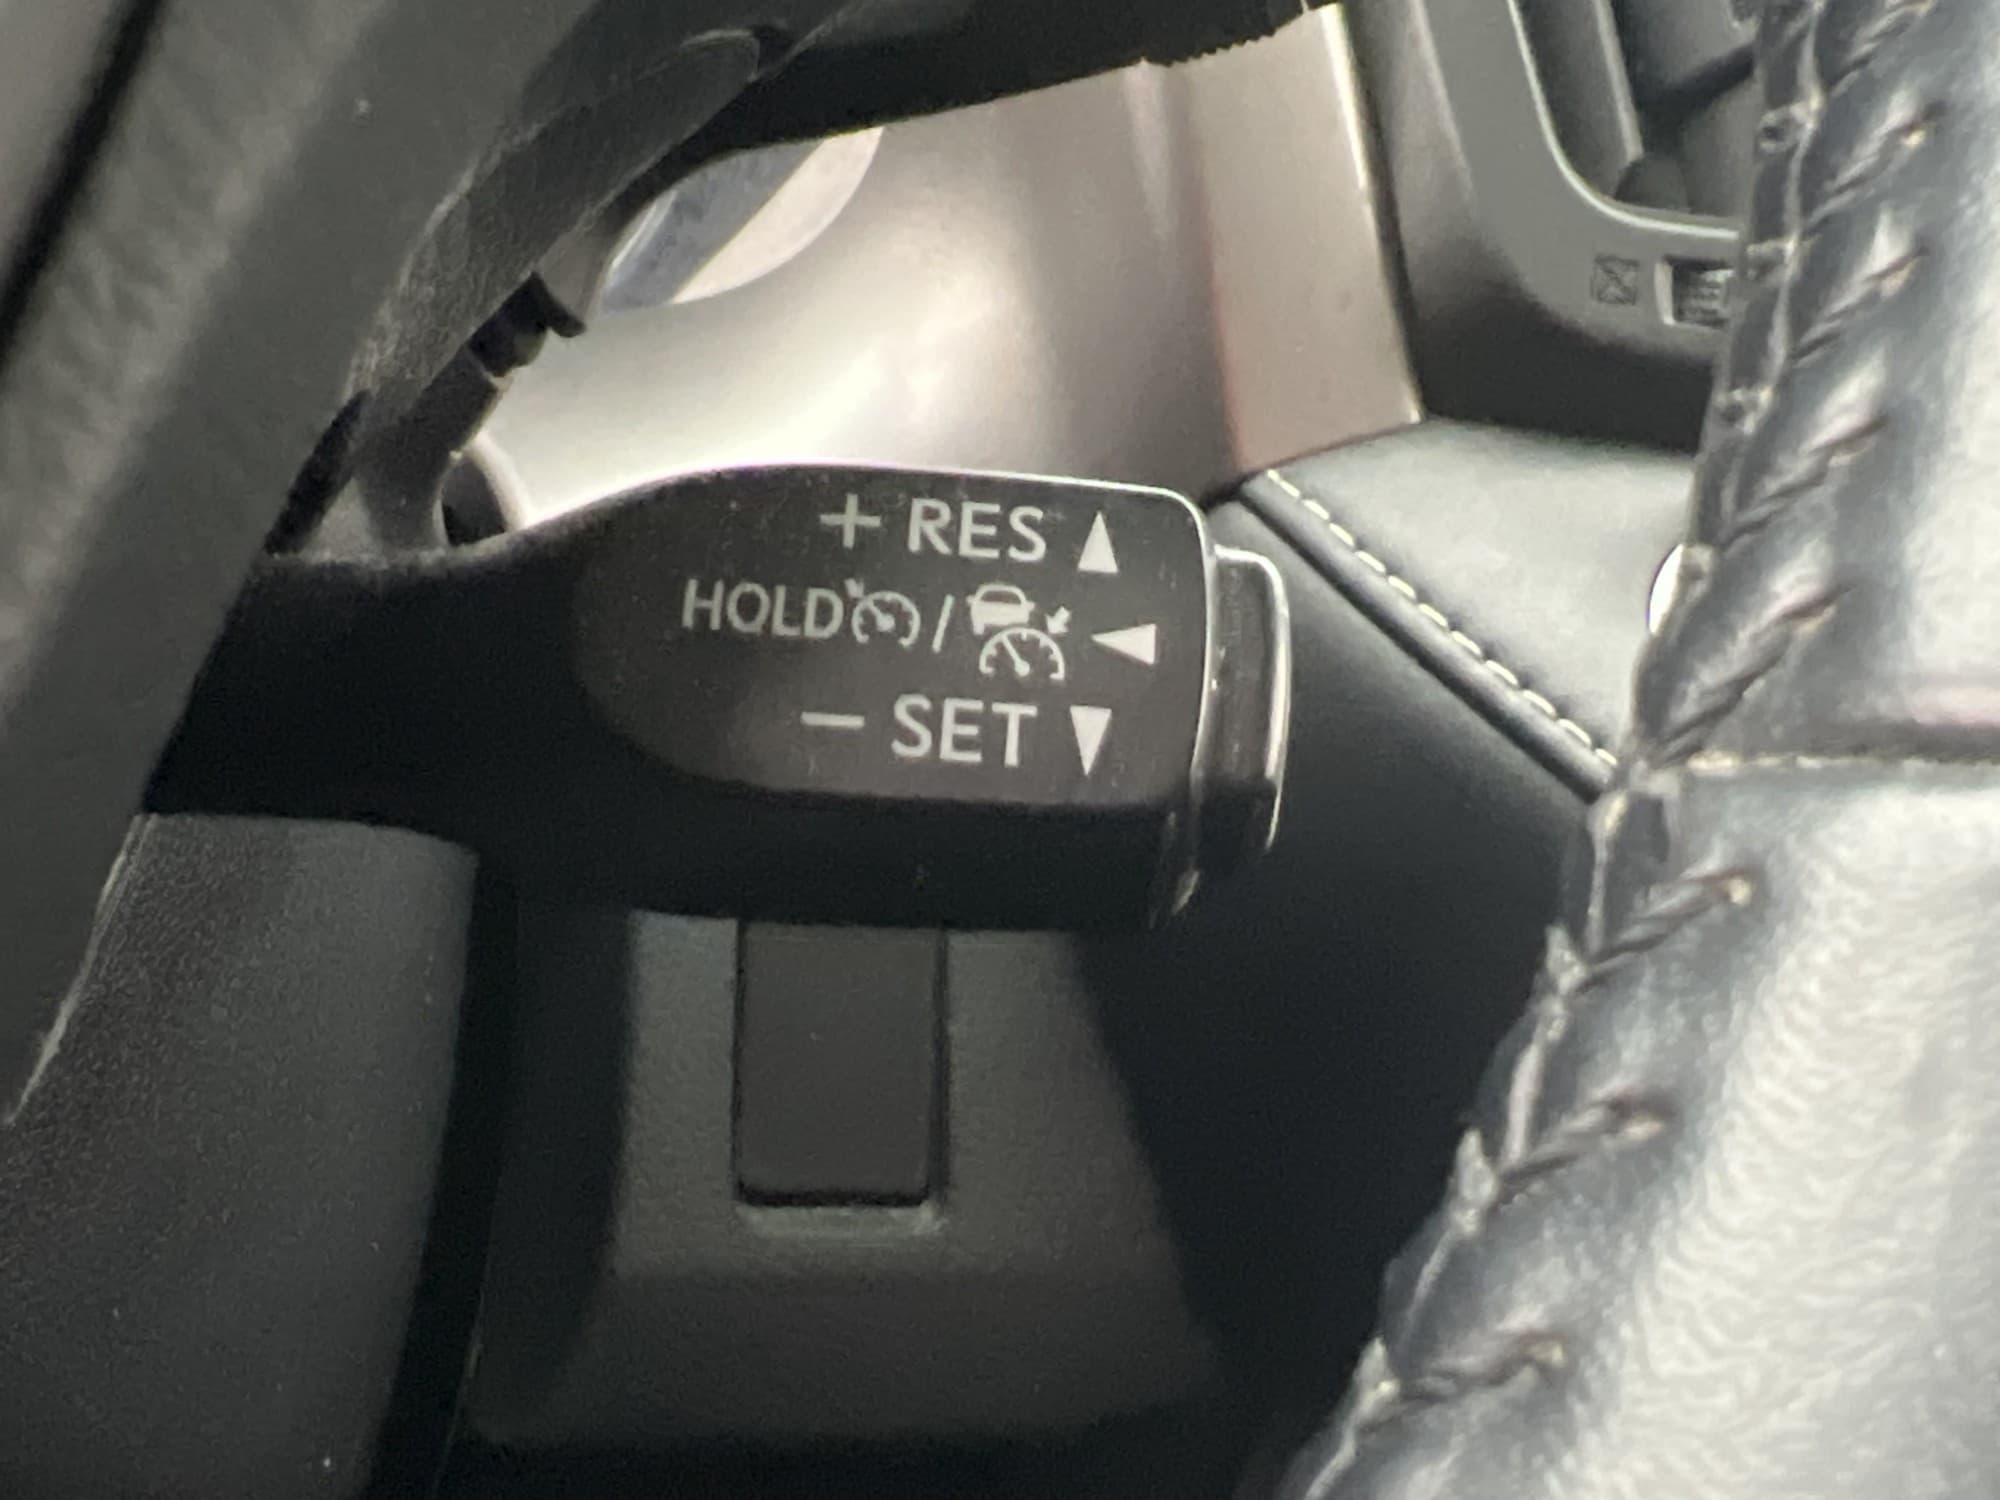 + RES ▲
HOLD / ◀
− SET ▼